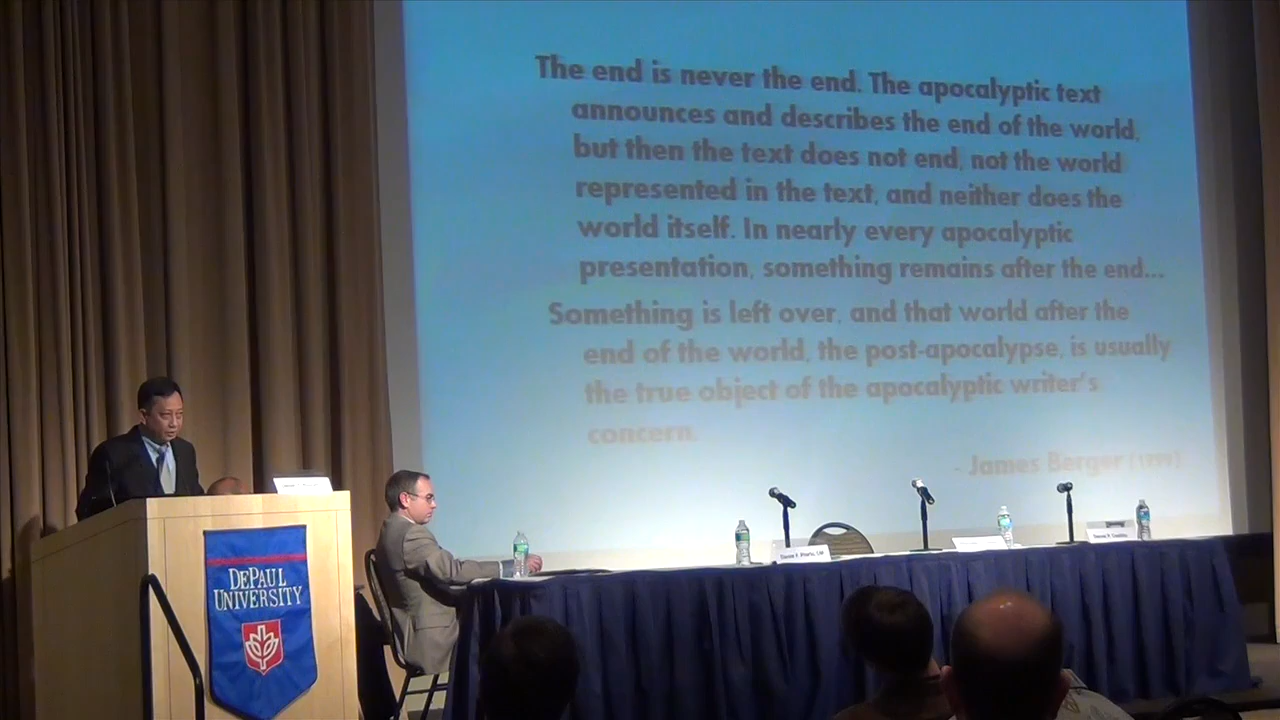 The end is never the end. The apocalyptic text
announces and describes the end of the world,
but then the text does not end, not the world
represented in the text, and neither does the
world itself. In nearly every apocalyptic
presentation, something remains after the end...
Something is left over, and that world after the
end of the world, the post-apocalypse, is usually
the true object of the apocalyptic writer's
concern.
- James Berger (1999)
DEPAUL
UNIVERSITY